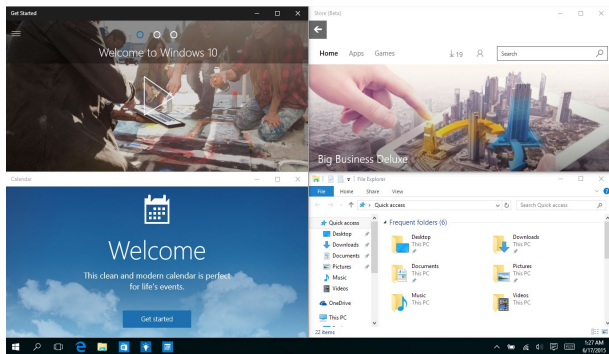 Get Started
Welcome to Windows 10
Store (Beta)
Home Apps Games
19
Search
Big Business Deluxe
Calendar
Welcome
This clean and modern calendar is perfect
for life's events.
Get started
File Explorer
File Home Share View
Quick access
Search Quick access
Quick access
Desktop
Downloads
Documents
Pictures
Music
Videos
OneDrive
This PC
22 items
Frequent folders (6)
Desktop
This PC
Downloads
This PC
Documents
This PC
Pictures
This PC
Music
This PC
Videos
This PC
1:27 AM
6/17/2015